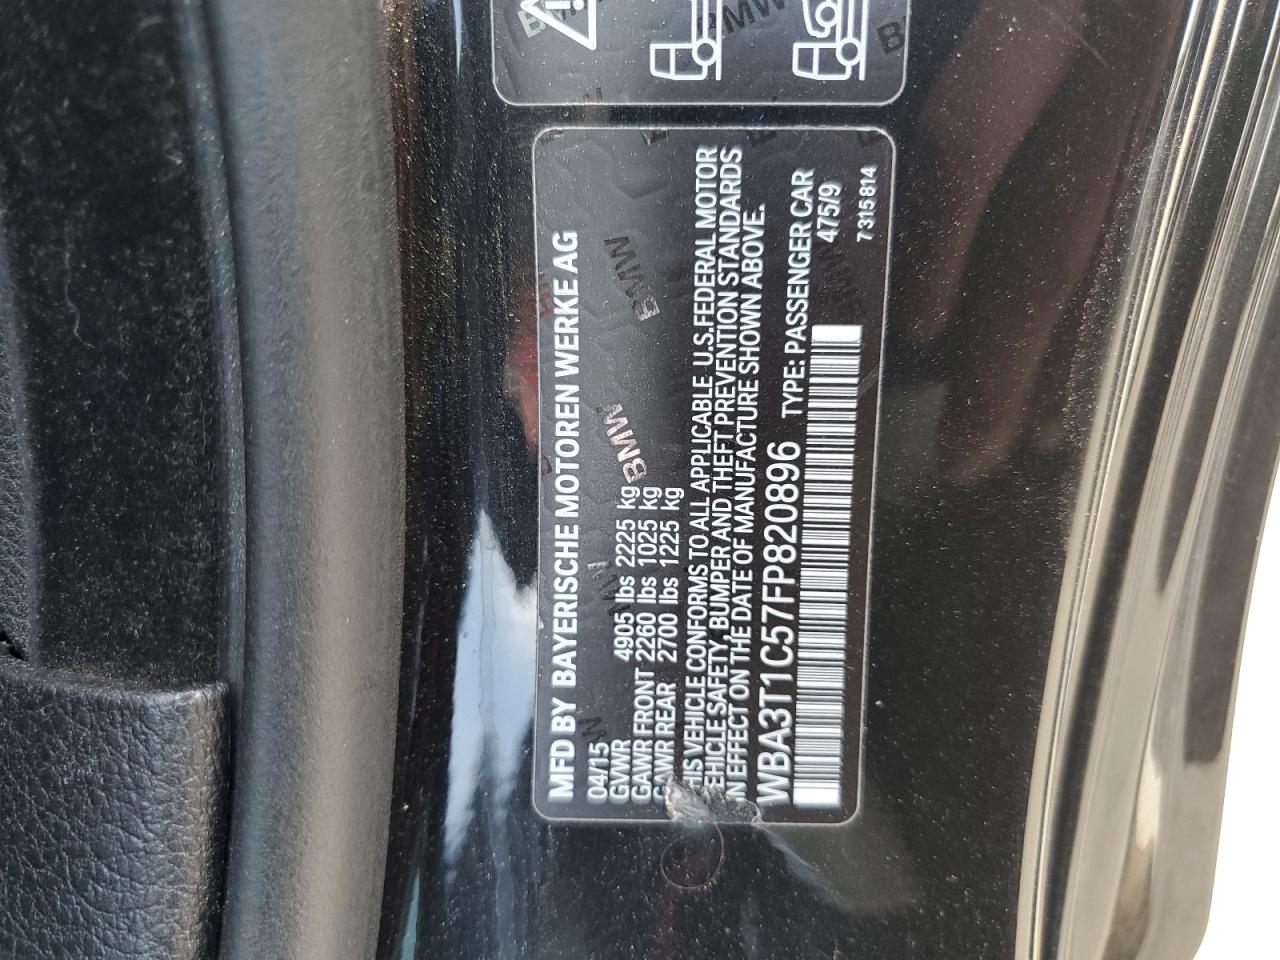 MFD BY BAYERISCHE MOTOREN WERKE AG
04/15
GVWR 4905 lbs 2225 kg
GAWR FRONT 2260 lbs 1025 kg
GAWR REAR 2700 lbs 1225 kg
THIS VEHICLE CONFORMS TO ALL APPLICABLE U.S.FEDERAL MOTOR
VEHICLE SAFETY, BUMPER AND THEFT PREVENTION STANDARDS
IN EFFECT ON THE DATE OF MANUFACTURE SHOWN ABOVE.
WBA3T1C57FP820896 TYPE: PASSENGER CAR
475/9
7 315 814
BMW
BMW
BMW
BMW